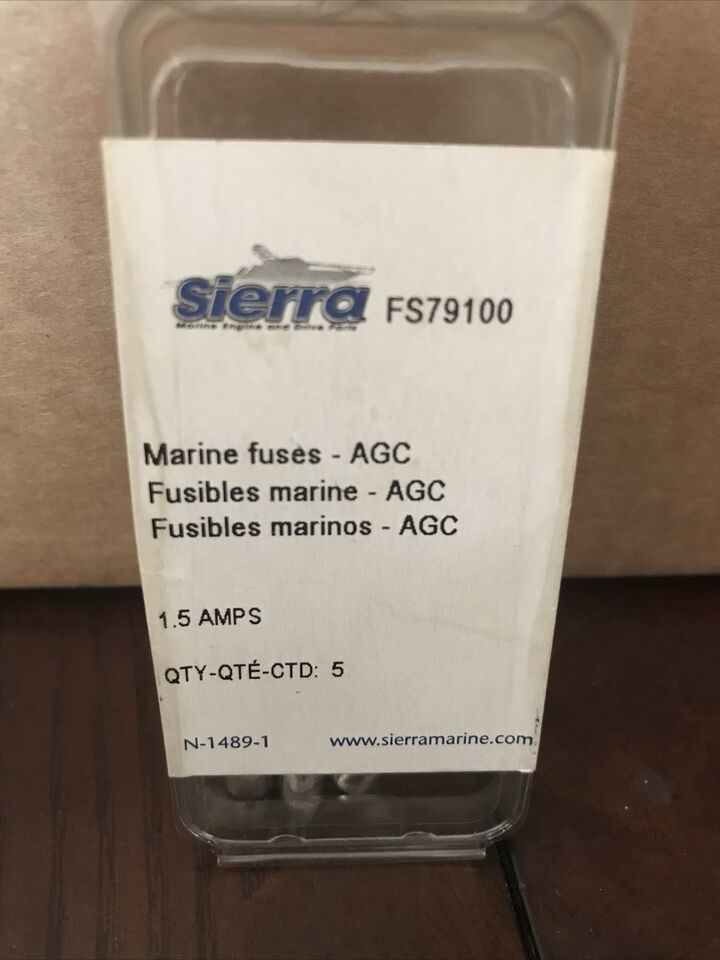 Sierra FS79100
Marine Engine and Drive Parts
Marine fuses - AGC
Fusibles marine - AGC
Fusibles marinos - AGC
1.5 AMPS
QTY-QTÉ-CTD: 5
N-1489-1 www.sierramarine.com